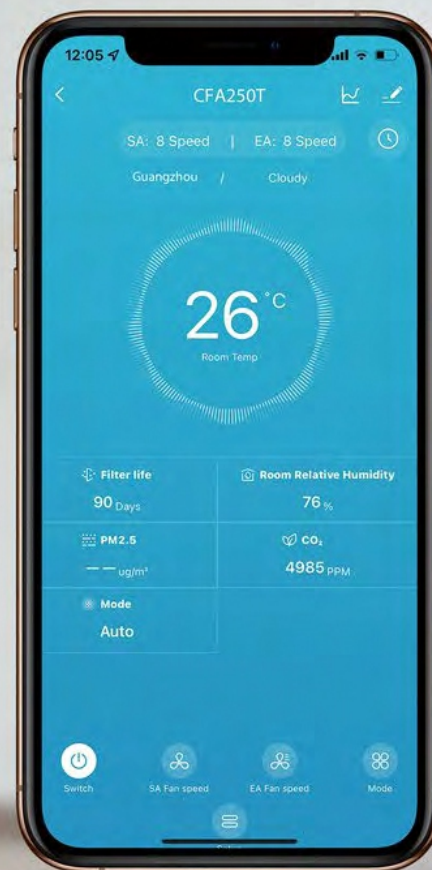 12:05
CFA250T
SA: 8 Speed | EA: 8 Speed
Guangzhou / Cloudy
26°C
Room Temp
Filter life
90 Days
Room Relative Humidity
76 %
PM2.5
— — ug/m³
CO₂
4985 PPM
Mode
Auto
Switch
SA Fan speed
EA Fan speed
Mode